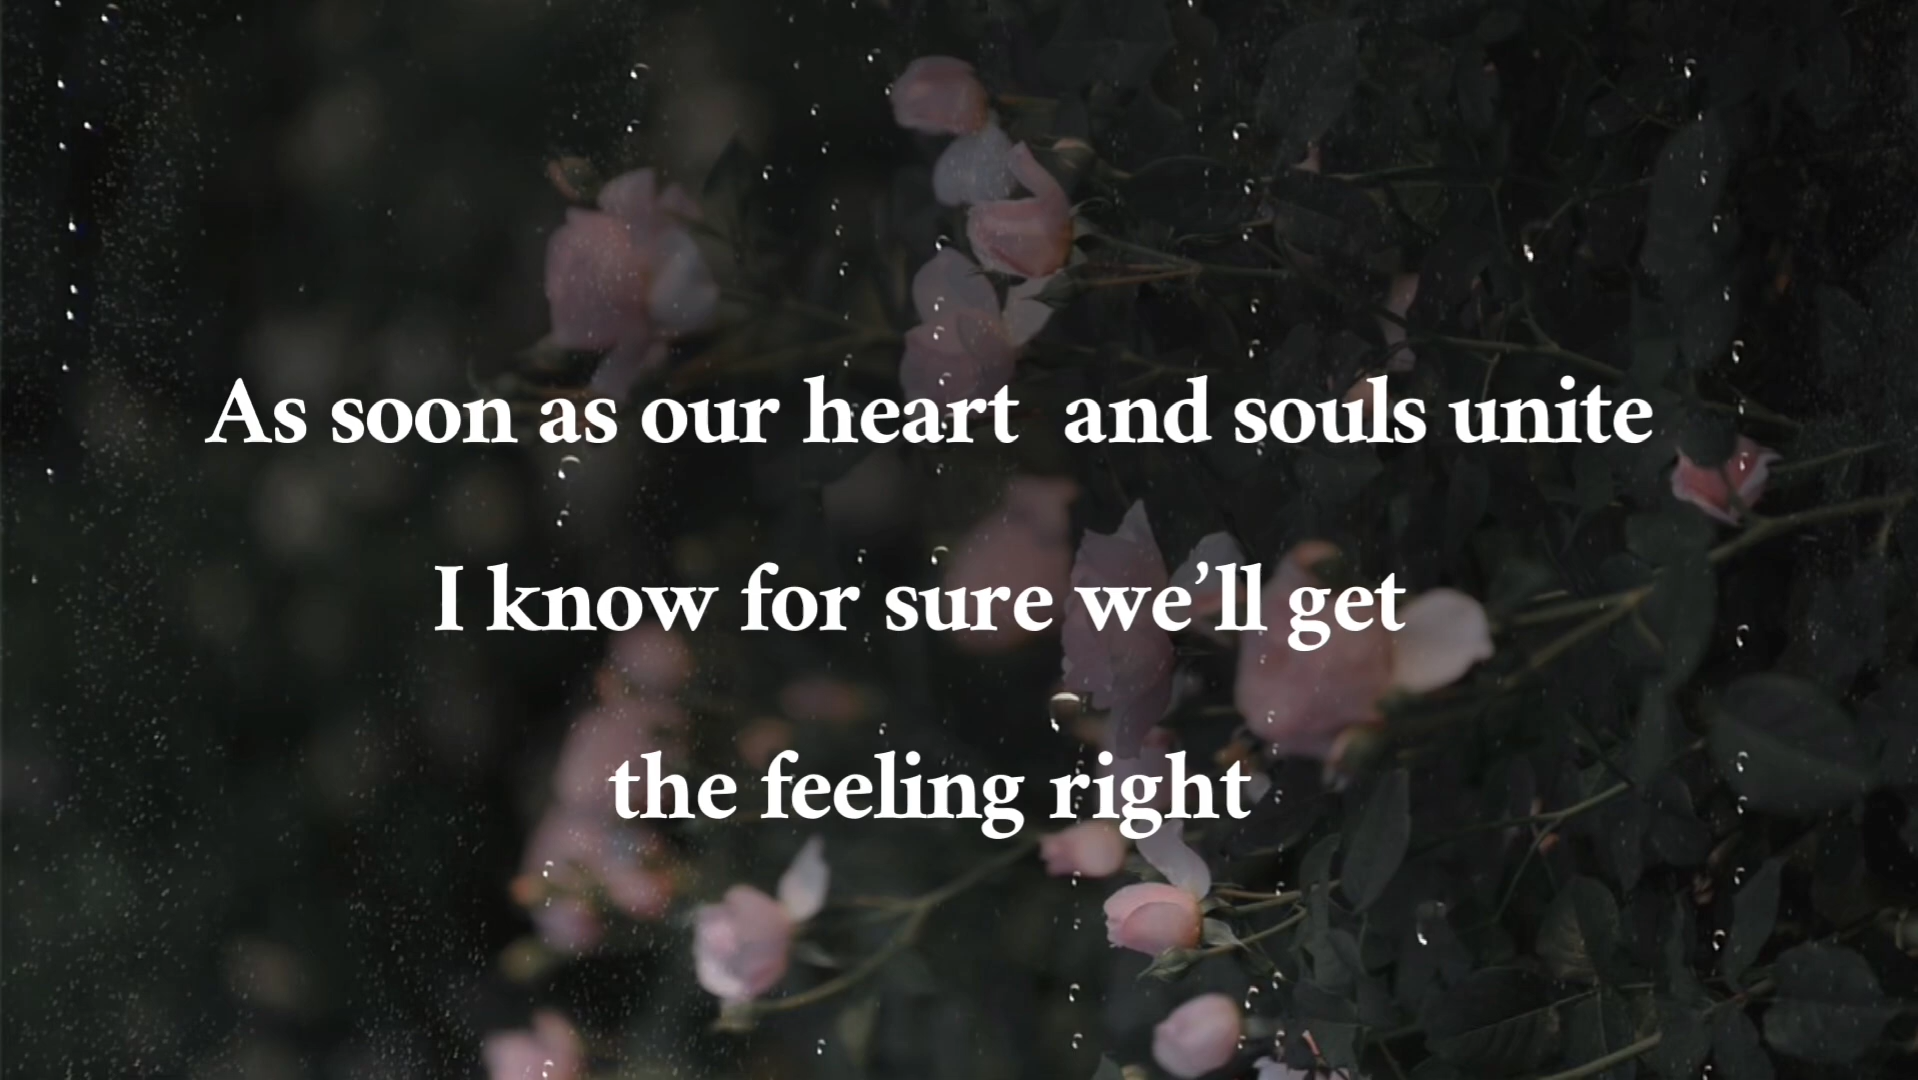 As soon as our heart  and souls unite
I know for sure we’ll get
the feeling right